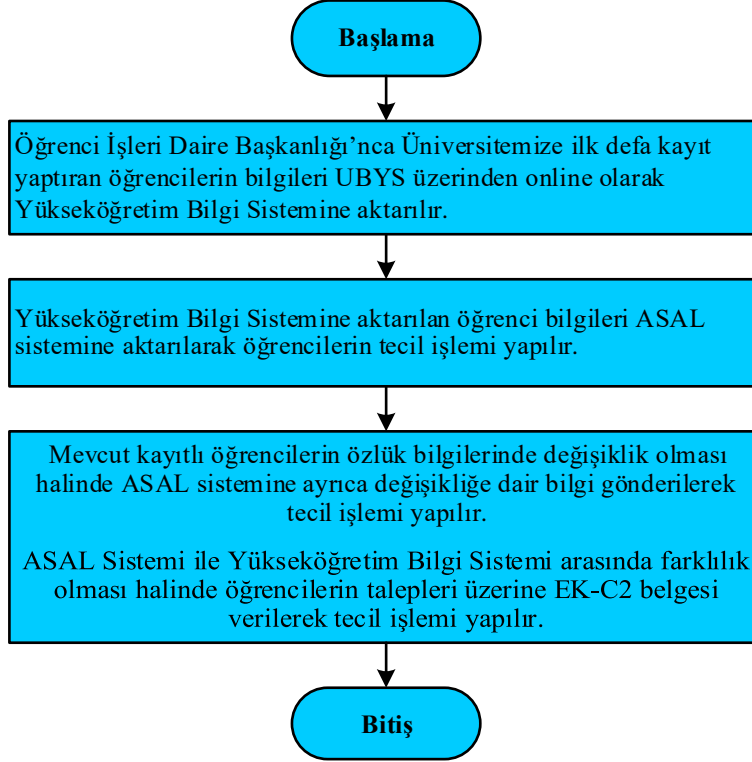 Başlama
Öğrenci İşleri Daire Başkanlığı’nca Üniversitemize ilk defa kayıt
yaptıran öğrencilerin bilgileri UBYS üzerinden online olarak
Yükseköğretim Bilgi Sistemine aktarılır.
Yükseköğretim Bilgi Sistemine aktarılan öğrenci bilgileri ASAL
sistemine aktarılarak öğrencilerin tecil işlemi yapılır.
Mevcut kayıtlı öğrencilerin özlük bilgilerinde değişiklik olması
halinde ASAL sistemine ayrıca değişikliğe dair bilgi gönderilerek
tecil işlemi yapılır.
ASAL Sistemi ile Yükseköğretim Bilgi Sistemi arasında farklılık
olması halinde öğrencilerin talepleri üzerine EK-C2 belgesi
verilerek tecil işlemi yapılır.
Bitiş